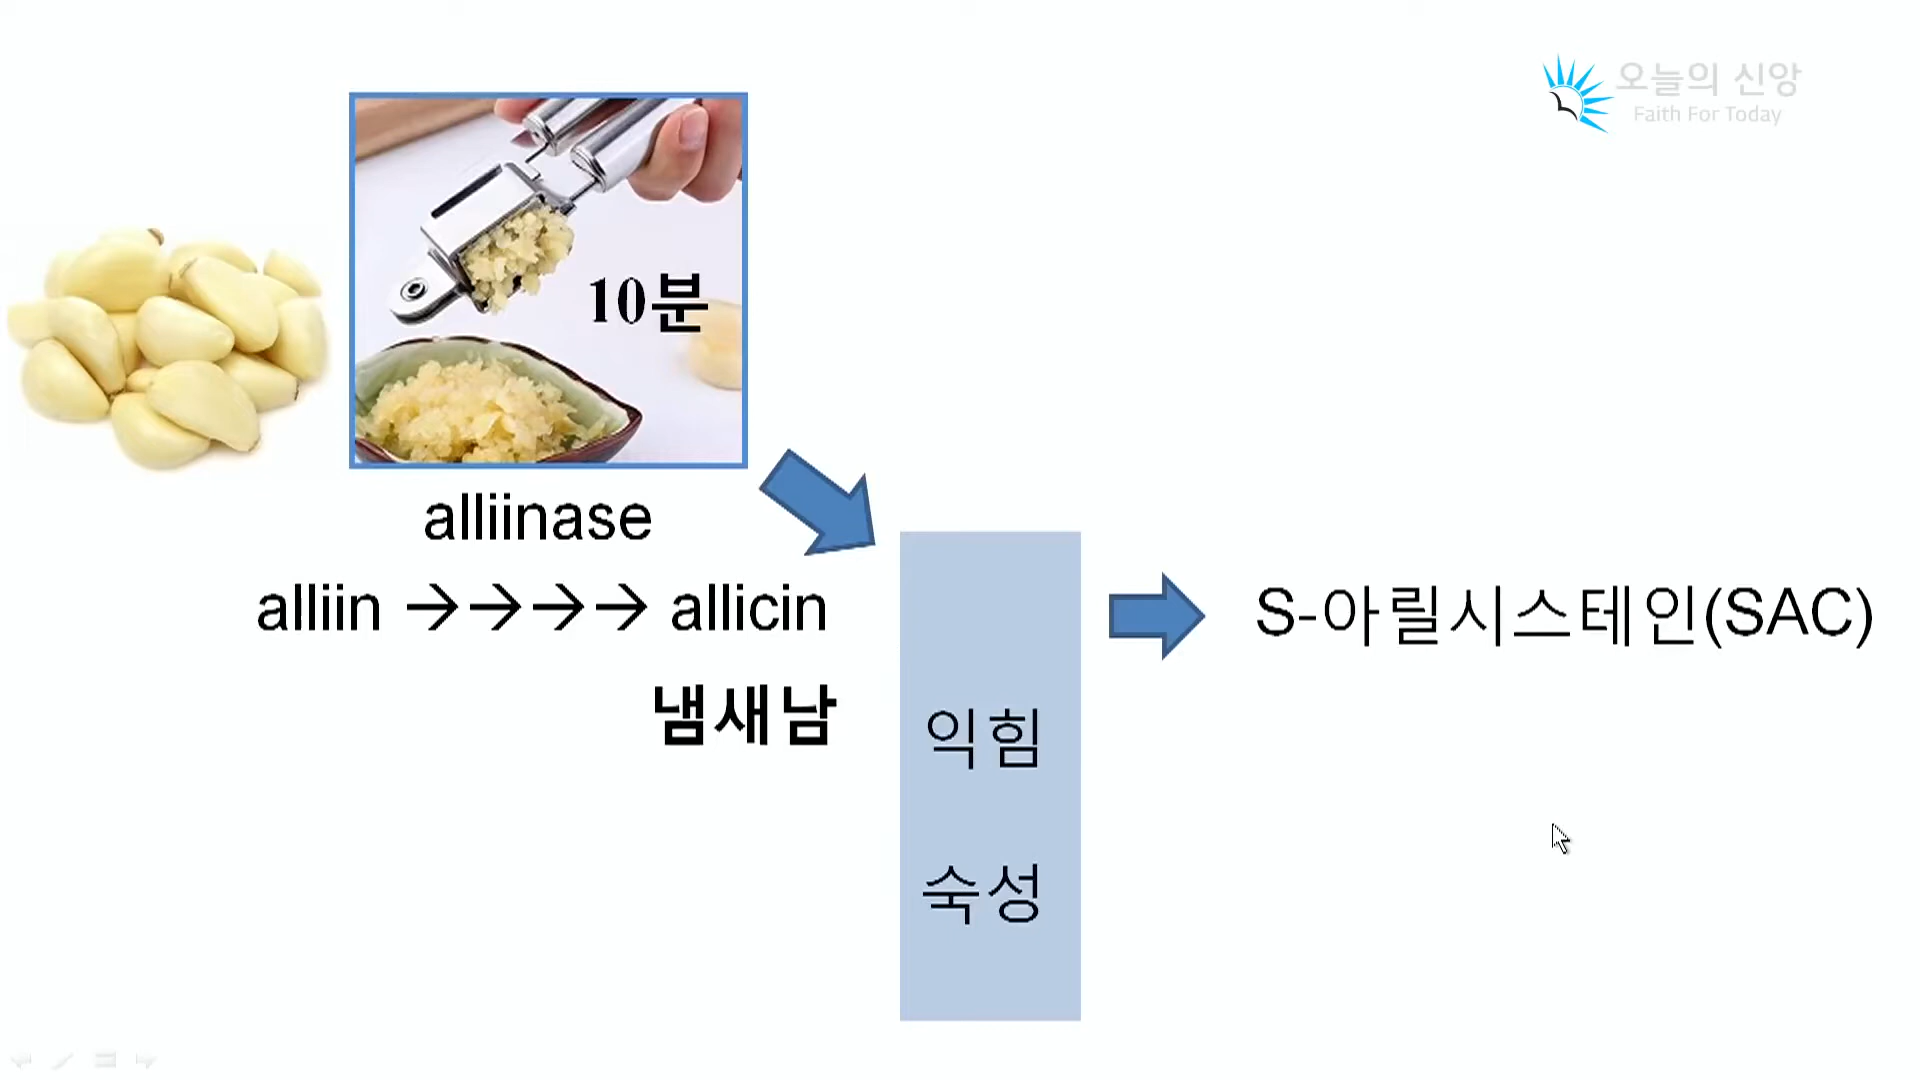 오늘의 신앙
Faith For Today
10분
alliinase
alliin →→→→ allicin
냄새남
익힘
숙성
S-아릴시스테인(SAC)